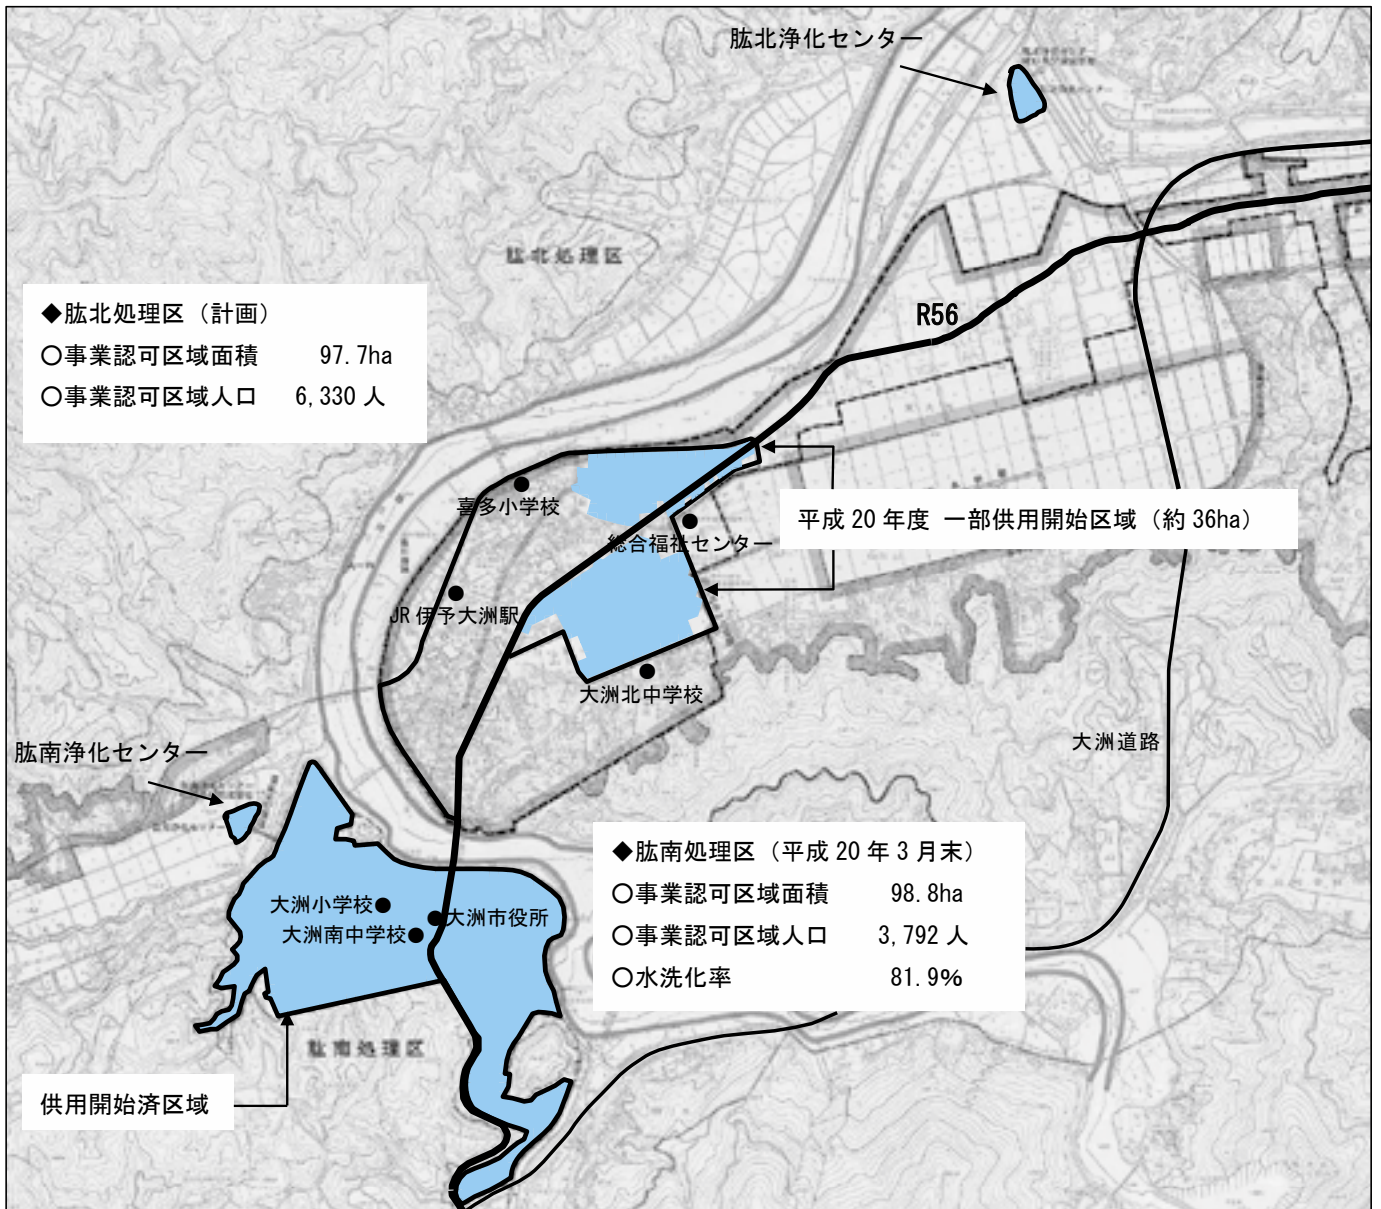 肱北浄化センター
肱北処理区
◆肱北処理区（計画）
○事業認可区域面積 97.7ha
○事業認可区域人口 6,330 人
R56
喜多小学校
総合福祉センター
平成 20 年度 一部供用開始区域（約 36ha）
JR 伊予大洲駅
大洲北中学校
大洲道路
肱南浄化センター
◆肱南処理区（平成 20 年 3 月末）
○事業認可区域面積 98.8ha
○事業認可区域人口 3,792 人
○水洗化率 81.9%
大洲小学校
大洲市役所
大洲南中学校
肱南処理区
供用開始済区域